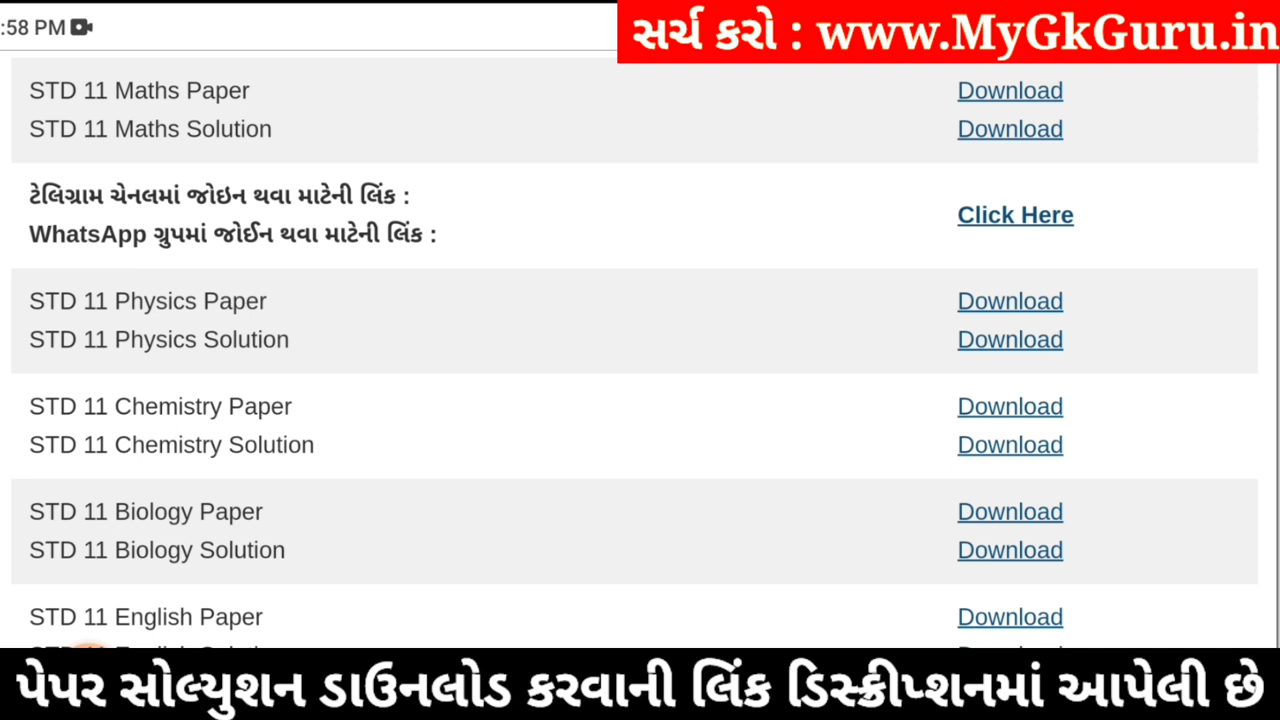 :58 PM
સર્ચ કરો : www.MyGkGuru.in
STD 11 Maths Paper Download
STD 11 Maths Solution Download
ટેલિગ્રામ ચેનલમાં જોઇન થવા માટેની લિંક :
WhatsApp ગ્રુપમાં જોઈન થવા માટેની લિંક :
Click Here
STD 11 Physics Paper Download
STD 11 Physics Solution Download
STD 11 Chemistry Paper Download
STD 11 Chemistry Solution Download
STD 11 Biology Paper Download
STD 11 Biology Solution Download
STD 11 English Paper Download
પેપર સોલ્યુશન ડાઉનલોડ કરવાની લિંક ડિસ્ક્રીપ્શનમાં આપેલી છે